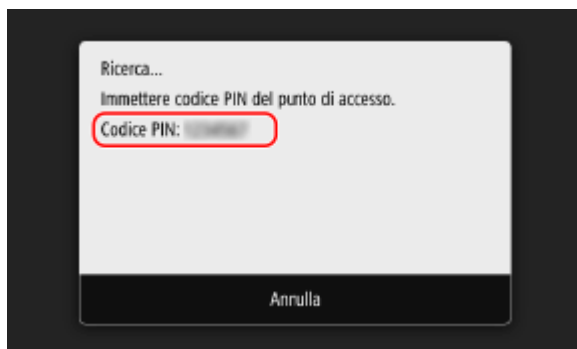 Ricerca...
Immettere codice PIN del punto di accesso.
Codice PIN:
Annulla